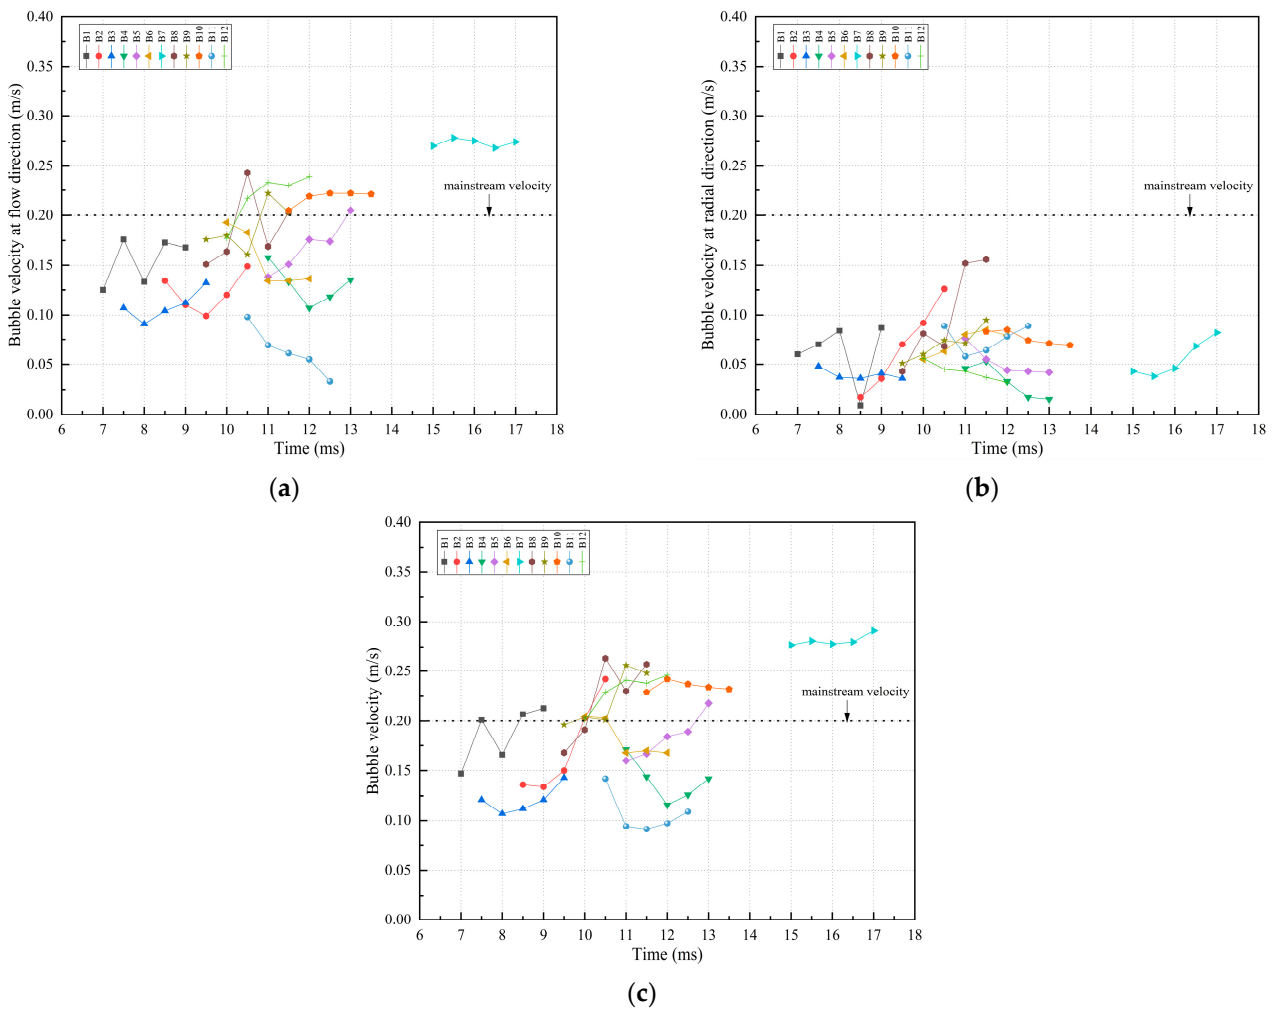 0.40
0.35
0.30
0.25
0.20
0.15
0.10
0.05
0.00
Bubble velocity at flow direction (m/s)
B1 B2 B3 B4 B5 B6 B7 B8 B9 B10 B1 B12
mainstream velocity
6 7 8 9 10 11 12 13 14 15 16 17 18
Time (ms)
(a)
0.40
0.35
0.30
0.25
0.20
0.15
0.10
0.05
0.00
Bubble velocity at radial direction (m/s)
B1 B2 B3 B4 B5 B6 B7 B8 B9 B10 B1 B12
mainstream velocity
6 7 8 9 10 11 12 13 14 15 16 17 18
Time (ms)
(b)
0.40
0.35
0.30
0.25
0.20
0.15
0.10
0.05
0.00
Bubble velocity (m/s)
B1 B2 B3 B4 B5 B6 B7 B8 B9 B10 B1 B12
mainstream velocity
6 7 8 9 10 11 12 13 14 15 16 17 18
Time (ms)
(c)